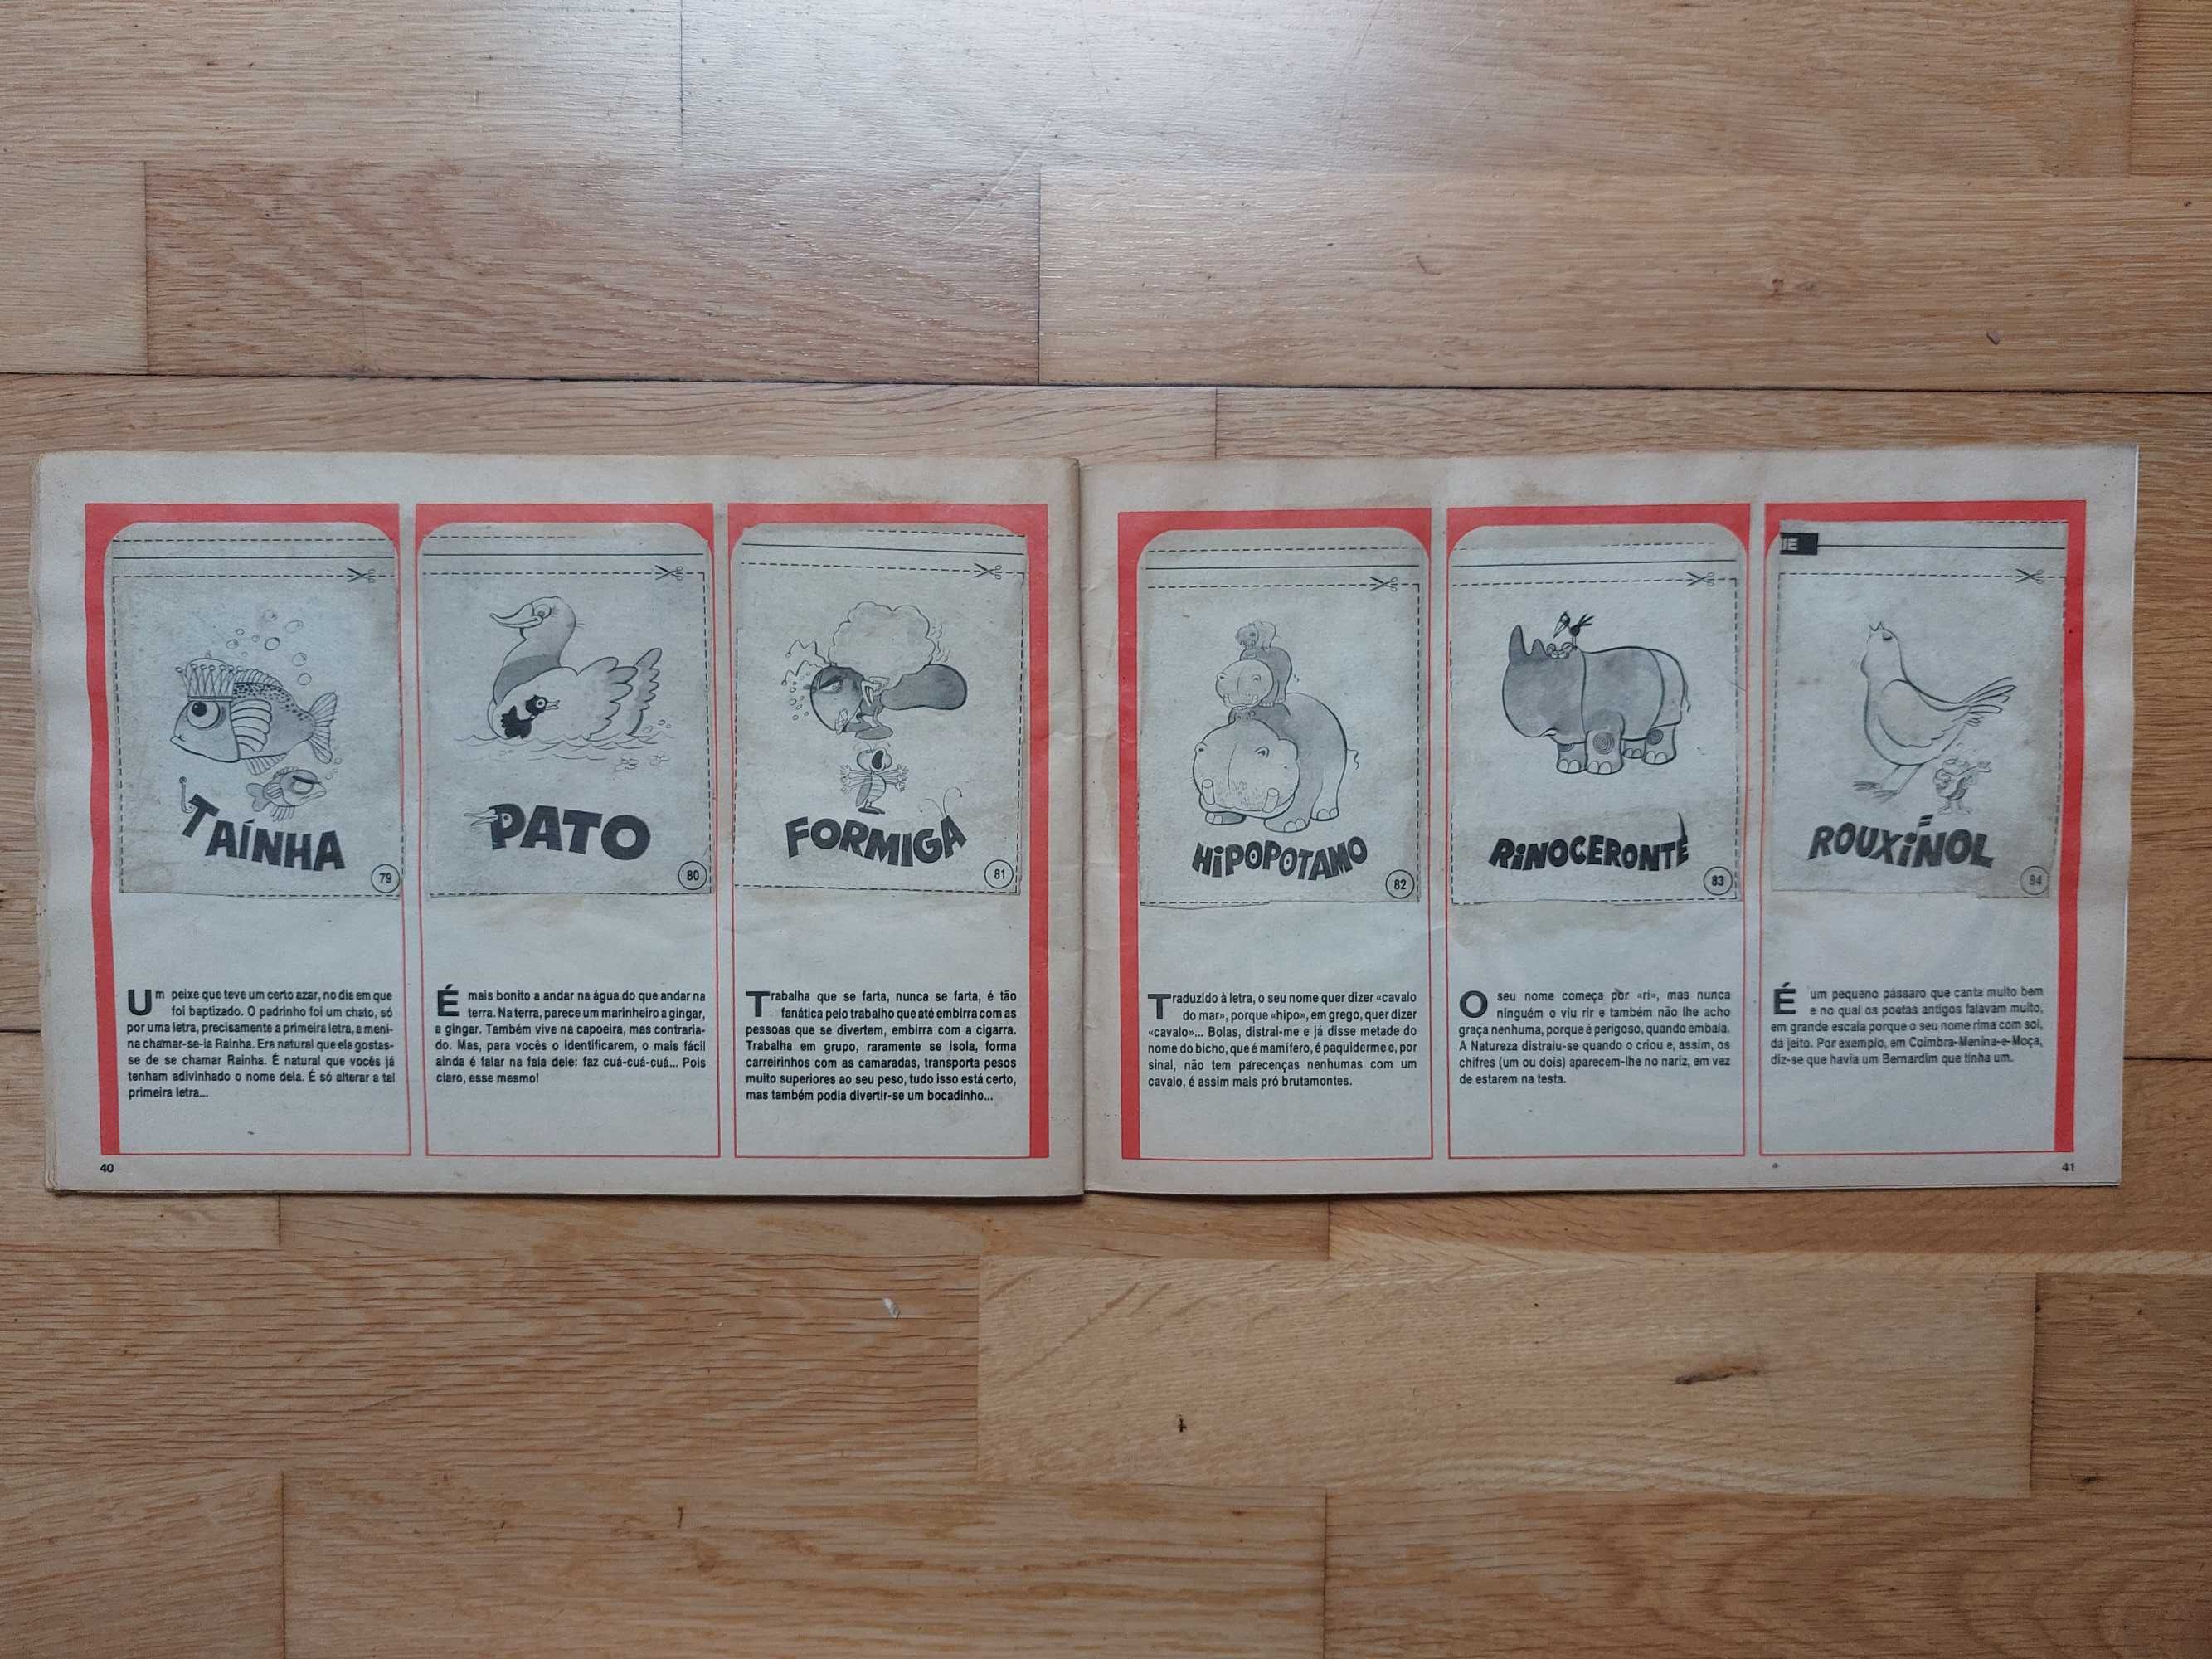 TAÍNHA
79
Um peixe que teve um certo azar, no dia em que
foi baptizado. O padrinho foi um chato, só
por uma letra, precisamente a primeira letra, a meni-
na chamar-se-ia Rainha. Era natural que ela gostas-
se de se chamar Rainha. É natural que vocês já
tenham adivinhado o nome dela. É só alterar a tal
primeira letra...
PATO
80
É mais bonito a andar na água do que andar na
terra. Na terra, parece um marinheiro a gingar,
a gingar. Também vive na capoeira, mas contraria-
do. Mas, para vocês o identificarem, o mais fácil
ainda é falar na fala dele: faz cuá-cuá-cuá... Pois
claro, esse mesmo!
FORMIGA
81
Trabalha que se farta, nunca se farta, é tão
fanática pelo trabalho que até embirra com as
pessoas que se divertem, embirra com a cigarra.
Trabalha em grupo, raramente se isola, forma
carreirinhos com as camaradas, transporta pesos
muito superiores ao seu peso, tudo isso está certo,
mas também podia divertir-se um bocadinho...
40
HiPOPOTAMO
82
Traduzido à letra, o seu nome quer dizer «cavalo
do mar», porque «hipo», em grego, quer dizer
«cavalo»... Bolas, distraí-me e já disse metade do
nome do bicho, que é mamífero, é paquiderme e, por
sinal, não tem parecenças nenhumas com um
cavalo, é assim mais pró brutamontes.
RiNOCERONTE
83
O seu nome começa por «ri», mas nunca
ninguém o viu rir e também não lhe acho
graça nenhuma, porque é perigoso, quando embala.
A Natureza distraiu-se quando o criou e, assim, os
chifres (um ou dois) aparecem-lhe no nariz, em vez
de estarem na testa.
IE
ROUXiNOL
84
É um pequeno pássaro que canta muito bem
e no qual os poetas antigos falavam muito,
em grande escala porque o seu nome rima com sol,
dá jeito. Por exemplo, em Coimbra-Menina-e-Moça,
diz-se que havia um Bernardim que tinha um.
41